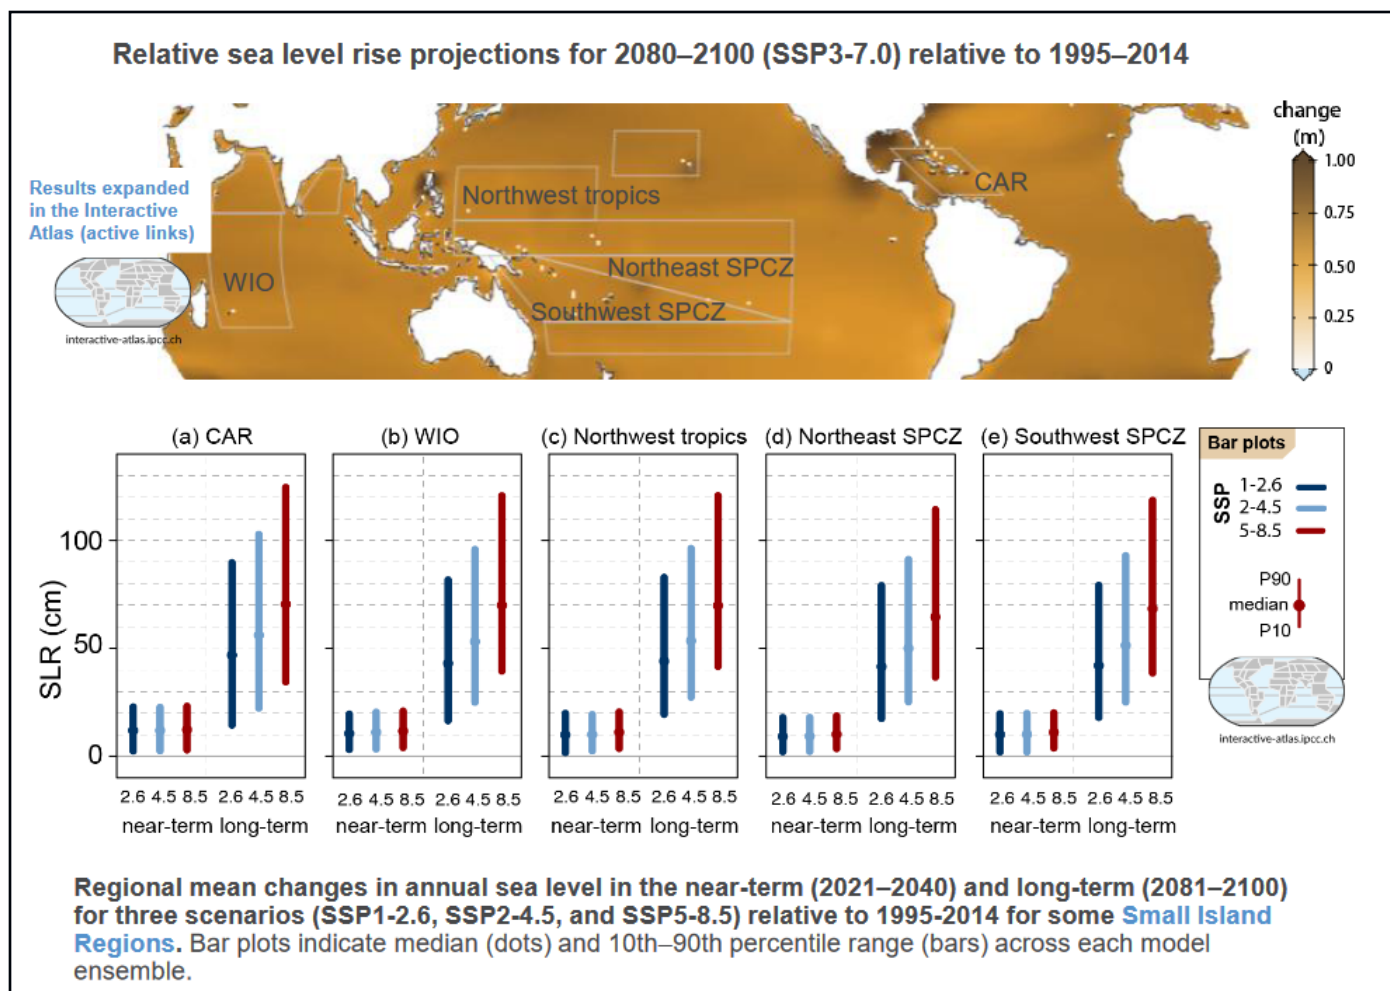 Relative sea level rise projections for 2080–2100 (SSP3-7.0) relative to 1995–2014
change
(m)
1.00
0.75
0.50
0.25
0
Results expanded
in the Interactive
Atlas (active links)
interactive-atlas.ipcc.ch
WIO
Northwest tropics
Northeast SPCZ
Southwest SPCZ
CAR
(a) CAR
(b) WIO
(c) Northwest tropics
(d) Northeast SPCZ
(e) Southwest SPCZ
SLR (cm)
100
50
0
2.6 4.5 8.5 2.6 4.5 8.5
near-term long-term
2.6 4.5 8.5 2.6 4.5 8.5
near-term long-term
2.6 4.5 8.5 2.6 4.5 8.5
near-term long-term
2.6 4.5 8.5 2.6 4.5 8.5
near-term long-term
2.6 4.5 8.5 2.6 4.5 8.5
near-term long-term
Bar plots
SSP
1-2.6
2-4.5
5-8.5
P90
median
P10
interactive-atlas.ipcc.ch
Regional mean changes in annual sea level in the near-term (2021–2040) and long-term (2081–2100)
for three scenarios (SSP1-2.6, SSP2-4.5, and SSP5-8.5) relative to 1995-2014 for some Small Island
Regions. Bar plots indicate median (dots) and 10th–90th percentile range (bars) across each model
ensemble.